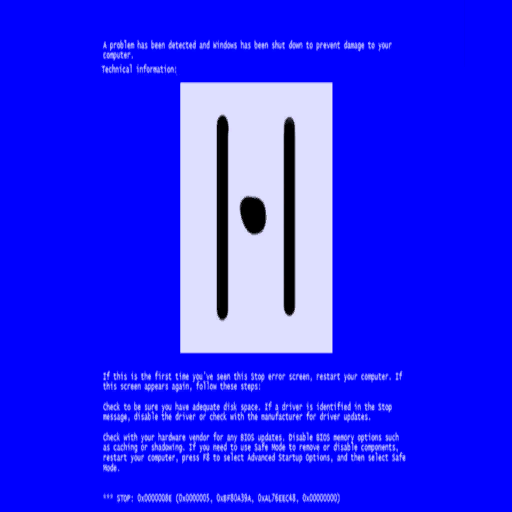 A problem has been detected and Windows has been shut down to prevent damage to your
computer.
Technical information:
If this is the first time you've seen this Stop error screen, restart your computer. If
this screen appears again, follow these steps:
Check to be sure you have adequate disk space. If a driver is identified in the Stop
message, disable the driver or check with the manufacturer for driver updates.
Check with your hardware vendor for any BIOS updates. Disable BIOS memory options such
as caching or shadowing. If you need to use Safe Mode to remove or disable components,
restart your computer, press F8 to select Advanced Startup Options, and then select Safe
Mode.
*** STOP: 0x0000008E (0x0000005, 0xBF80A39A, 0xAL76EEC48, 0x00000000)